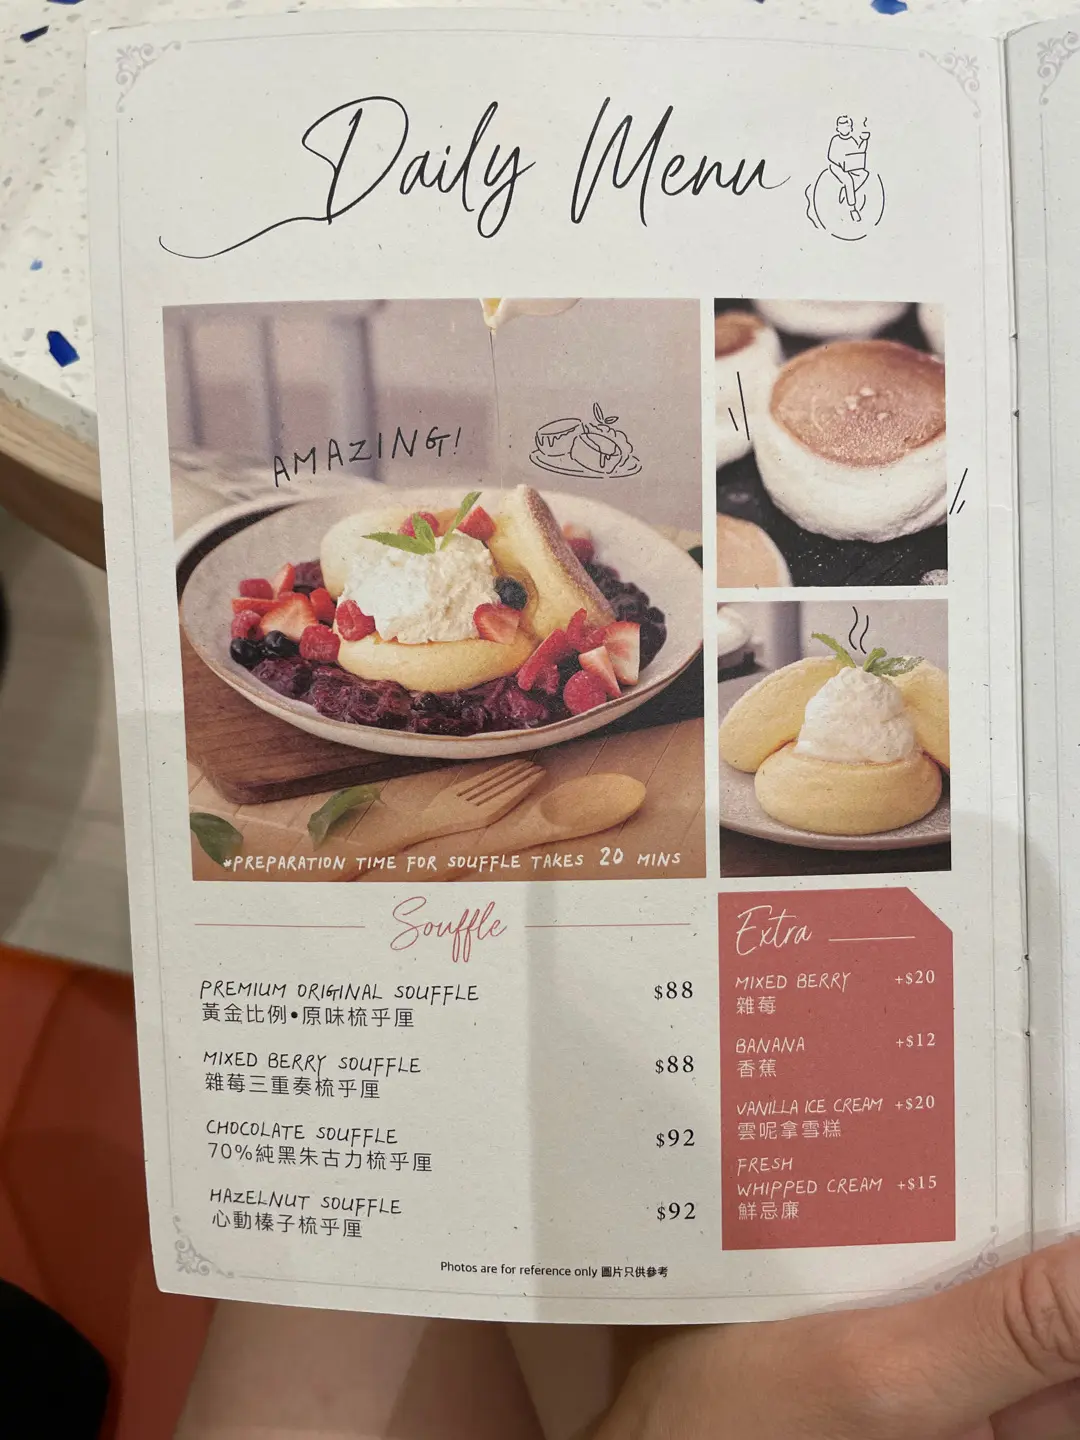 Daily Menu
AMAZING!
*PREPARATION TIME FOR SOUFFLE TAKES 20 MINS
Souffle
PREMIUM ORIGINAL SOUFFLE $88
黃金比例•原味梳乎厘
MIXED BERRY SOUFFLE $88
雜莓三重奏梳乎厘
CHOCOLATE SOUFFLE $92
70%純黑朱古力梳乎厘
HAZELNUT SOUFFLE $92
心動榛子梳乎厘
Extra
MIXED BERRY +$20
雜莓
BANANA +$12
香蕉
VANILLA ICE CREAM +$20
雲呢拿雪糕
FRESH
WHIPPED CREAM +$15
鮮忌廉
Photos are for reference only 圖片只供參考